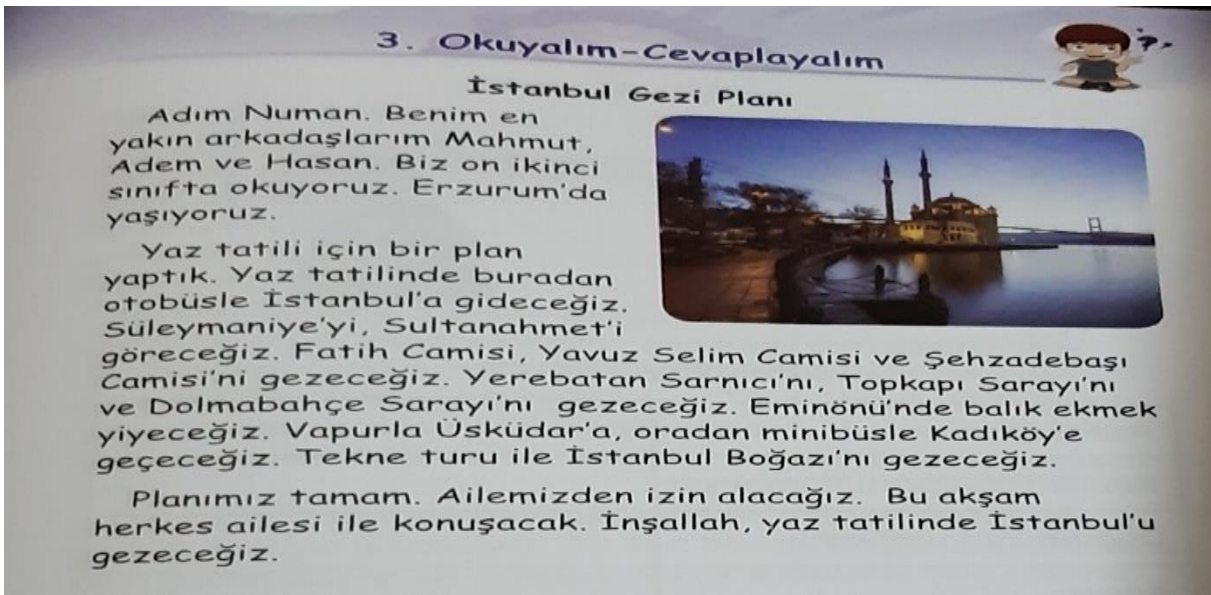 3. Okuyalım-Cevaplayalım
İstanbul Gezi Planı
Adım Numan. Benim en
yakın arkadaşlarım Mahmut,
Adem ve Hasan. Biz on ikinci
sınıfta okuyoruz. Erzurum'da
yaşıyoruz.
Yaz tatili için bir plan
yaptık. Yaz tatilinde buradan
otobüsle İstanbul'a gideceğiz.
Süleymaniye'yi, Sultanahmet'i
göreceğiz. Fatih Camisi, Yavuz Selim Camisi ve Şehzadebaşı
Camisi'ni gezeceğiz. Yerebatan Sarnıcı'nı, Topkapı Sarayı'nı
ve Dolmabahçe Sarayı'nı gezeceğiz. Eminönü'nde balık ekmek
yiyeceğiz. Vapurla Üsküdar'a, oradan minibüsle Kadıköy'e
geçeceğiz. Tekne turu ile İstanbul Boğazı'nı gezeceğiz.
Planımız tamam. Ailemizden izin alacağız. Bu akşam
herkes ailesi ile konuşacak. İnşallah, yaz tatilinde İstanbul'u
gezeceğiz.